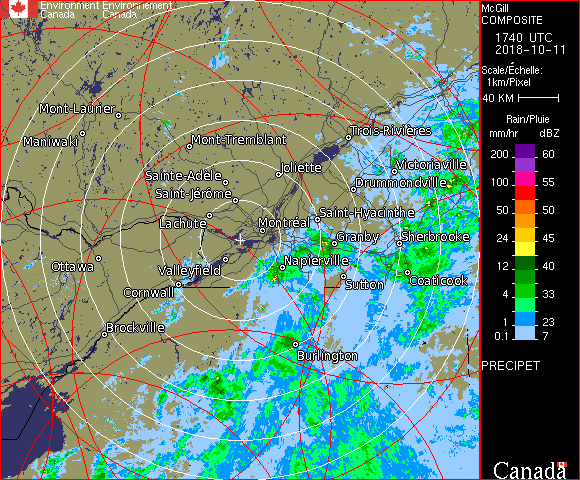 Environment Environnement
Canada Canada
McGill
COMPOSITE
1740 UTC
2018-10-11
Scale/Échelle:
1km/Pixel
40 KM
Rain/Pluie
mm/hr dBZ
200 60
100 55
50 50
24 45
12 40
4 33
1 23
0.1 7
PRECIPET
Canada
Mont-Laurier
Maniwaki
Mont-Tremblant
Trois-Rivières
Sainte-Adèle
Joliette
Victoriaville
Saint-Jérôme
Drummondville
Lachute
Montréal
Saint-Hyacinthe
Granby
Sherbrooke
Ottawa
Valleyfield
Napierville
Cornwall
Sutton
Coaticook
Brockville
Burlington